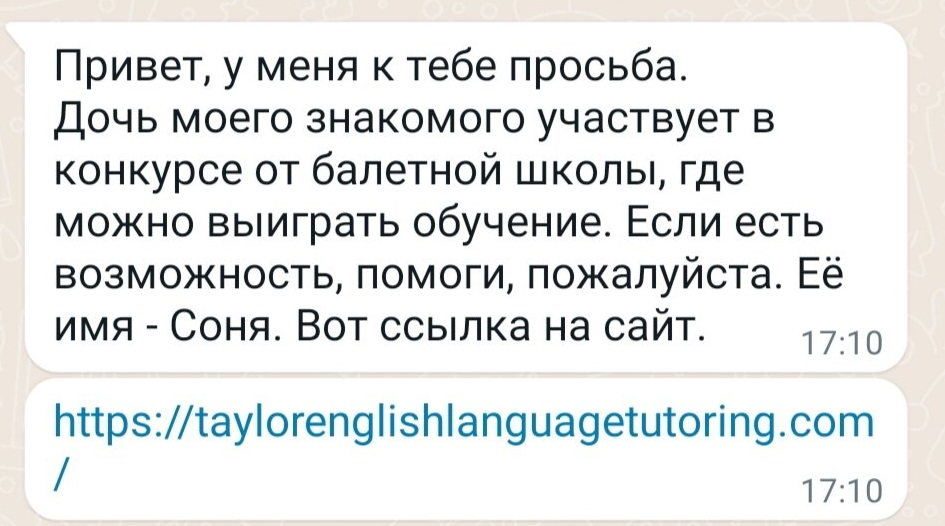 Привет, у меня к тебе просьба.
Дочь моего знакомого участвует в
конкурсе от балетной школы, где
можно выиграть обучение. Если есть
возможность, помоги, пожалуйста. Её
имя - Соня. Вот ссылка на сайт.
17:10
https://taylorenglishlanguagetutoring.com
/
17:10